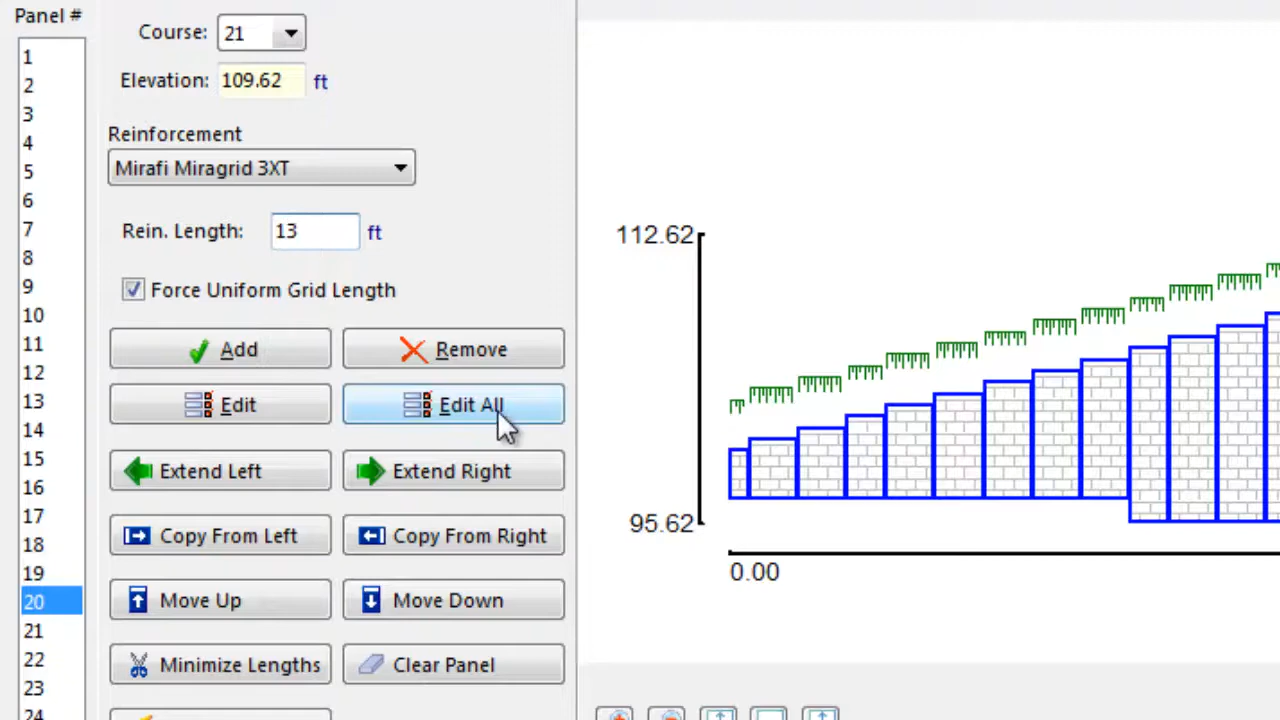 Panel #
1
2
3
4
5
6
7
8
9
10
11
12
13
14
15
16
17
18
19
20
21
22
23
24
Course: 21
Elevation: 109.62 ft
Reinforcement
Mirafi Miragrid 3XT
Rein. Length: 13 ft
Force Uniform Grid Length
Add Remove
Edit Edit All
Extend Left Extend Right
Copy From Left Copy From Right
Move Up Move Down
Minimize Lengths Clear Panel
112.62
95.62
0.00